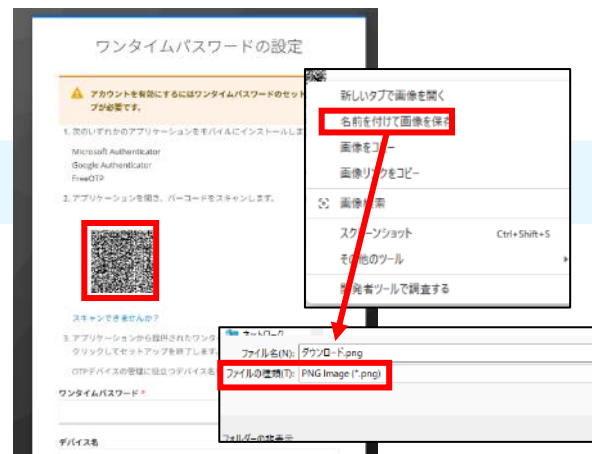 ワンタイムパスワードの設定
アカウントを有効にするにはワンタイムパスワードのセット
プが必要です。
1. 次のいずれかのアプリケーションをモバイルにインストールしま
Microsoft Authenticator
Google Authenticator
FreeOTP
2. アプリケーションを開き、バーコードをスキャンします。
スキャンできませんか?
3. アプリケーションから提供されたワンタ
クリックしてセットアップを終了します。
OTPデバイスの管理に役立つデバイス名
ワンタイムパスワード *
デバイス名
新しいタブで画像を開く
名前を付けて画像を保存
画像をコピー
画像リンクをコピー
画像検索
スクリーンショット Ctrl+Shift+S
その他のツール
開発者ツールで調査する
ネットワーク
ファイル名(N): ダウンロード.png
ファイルの種類(T): PNG Image (*.png)
フォルダーの非表示